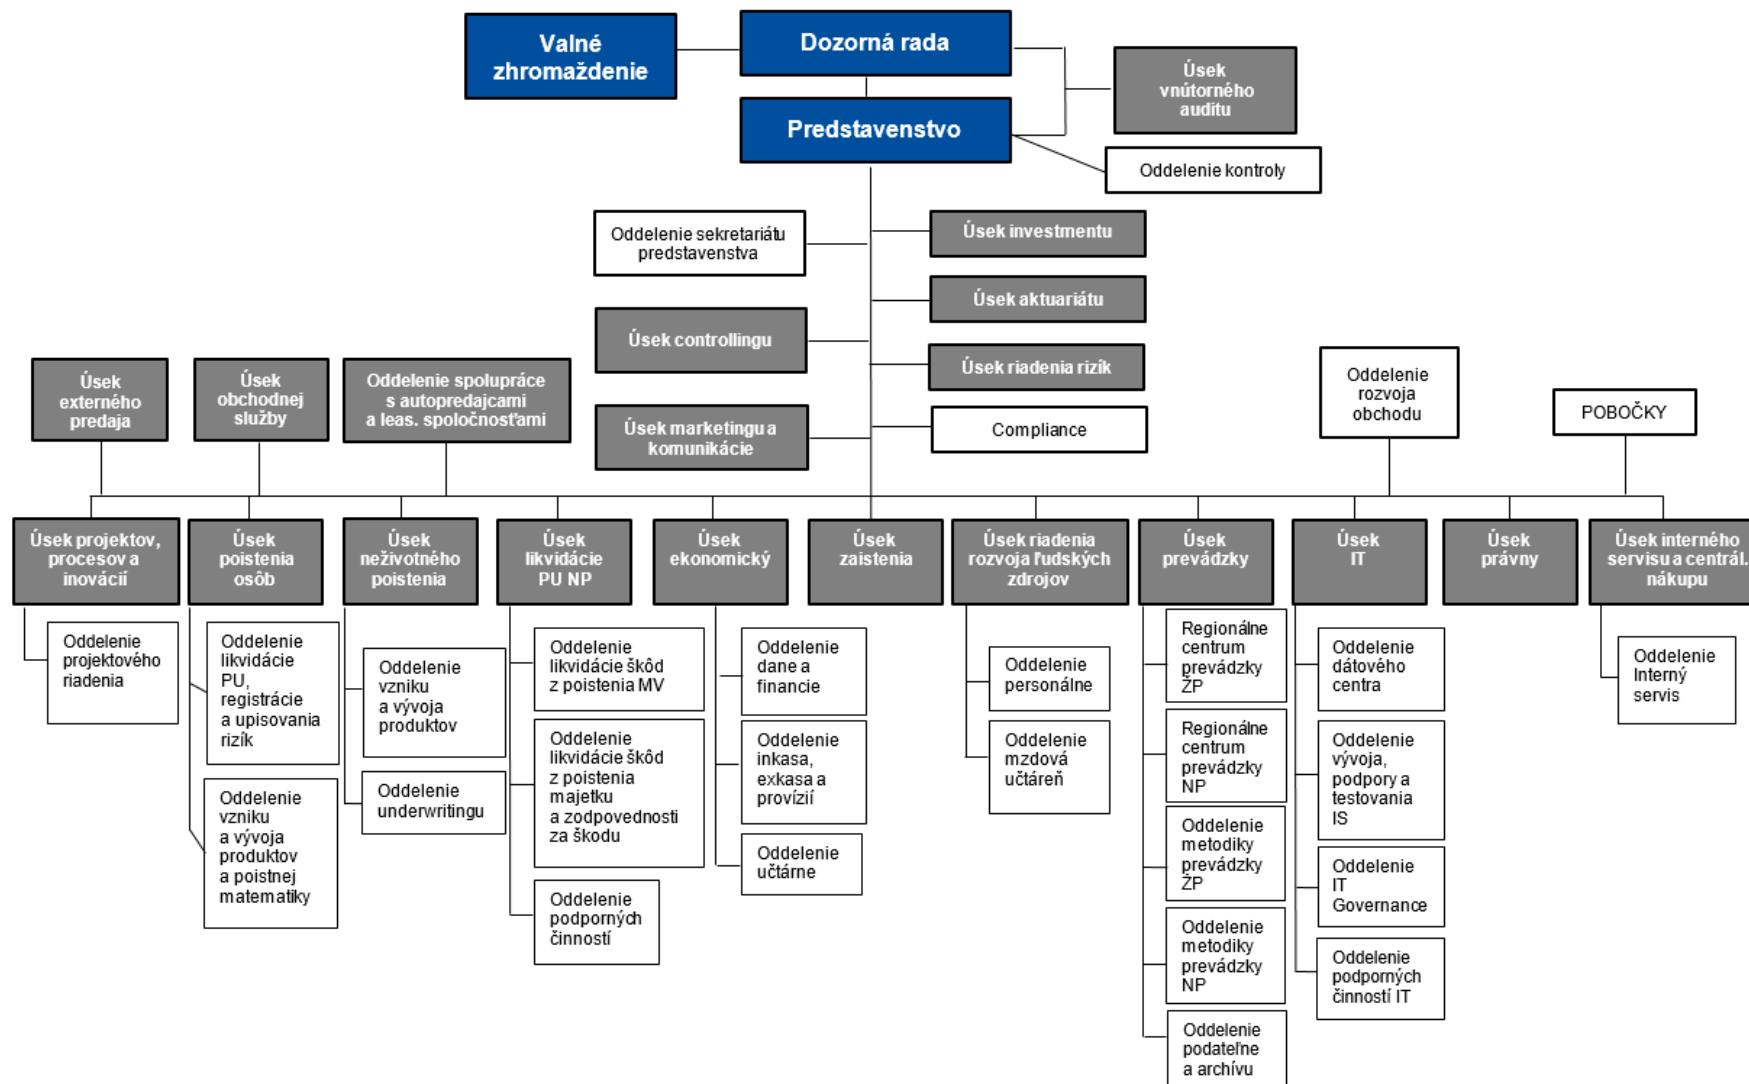 Valné
zhromaždenie
Dozorná rada
Úsek
vnútorného
auditu
Predstavenstvo
Oddelenie kontroly
Oddelenie sekretariátu
predstavenstva
Úsek investmentu
Úsek aktuariátu
Úsek controllingu
Úsek riadenia rizík
Úsek marketingu a
komunikácie
Compliance
Úsek
externého
predaja
Úsek
obchodnej
služby
Oddelenie spolupráce
s autopredajcami
a leas. spoločnosťami
Oddelenie
rozvoja
obchodu
POBOČKY
Úsek projektov,
procesov a
inovácií
Úsek
poistenia
osôb
Úsek
neživotného
poistenia
Úsek
likvidácie
PU NP
Úsek
ekonomický
Úsek
zaistenia
Úsek riadenia
rozvoja ľudských
zdrojov
Úsek
prevádzky
Úsek
IT
Úsek
právny
Úsek interného
servisu a centrál.
nákupu
Oddelenie
projektového
riadenia
Oddelenie
likvidácie
PU,
registrácie
a upisovania
rizík
Oddelenie
vzniku
a vývoja
produktov
a poistnej
matematiky
Oddelenie
vzniku
a vývoja
produktov
Oddelenie
underwritingu
Oddelenie
likvidácie škôd
z poistenia MV
Oddelenie
likvidácie škôd
z poistenia
majetku
a zodpovednosti
za škodu
Oddelenie
podporných
činností
Oddelenie
dane a
financie
Oddelenie
inkasa,
exkasa a
provízií
Oddelenie
učtárne
Oddelenie
personálne
Oddelenie
mzdová
učtáreň
Regionálne
centrum
prevádzky
ŽP
Regionálne
centrum
prevádzky
NP
Oddelenie
metodiky
prevádzky
ŽP
Oddelenie
metodiky
prevádzky
NP
Oddelenie
podateľne
a archívu
Oddelenie
dátového
centra
Oddelenie
vývoja,
podpory a
testovania
IS
Oddelenie
IT
Governance
Oddelenie
podporných
činností IT
Oddelenie
Interný
servis